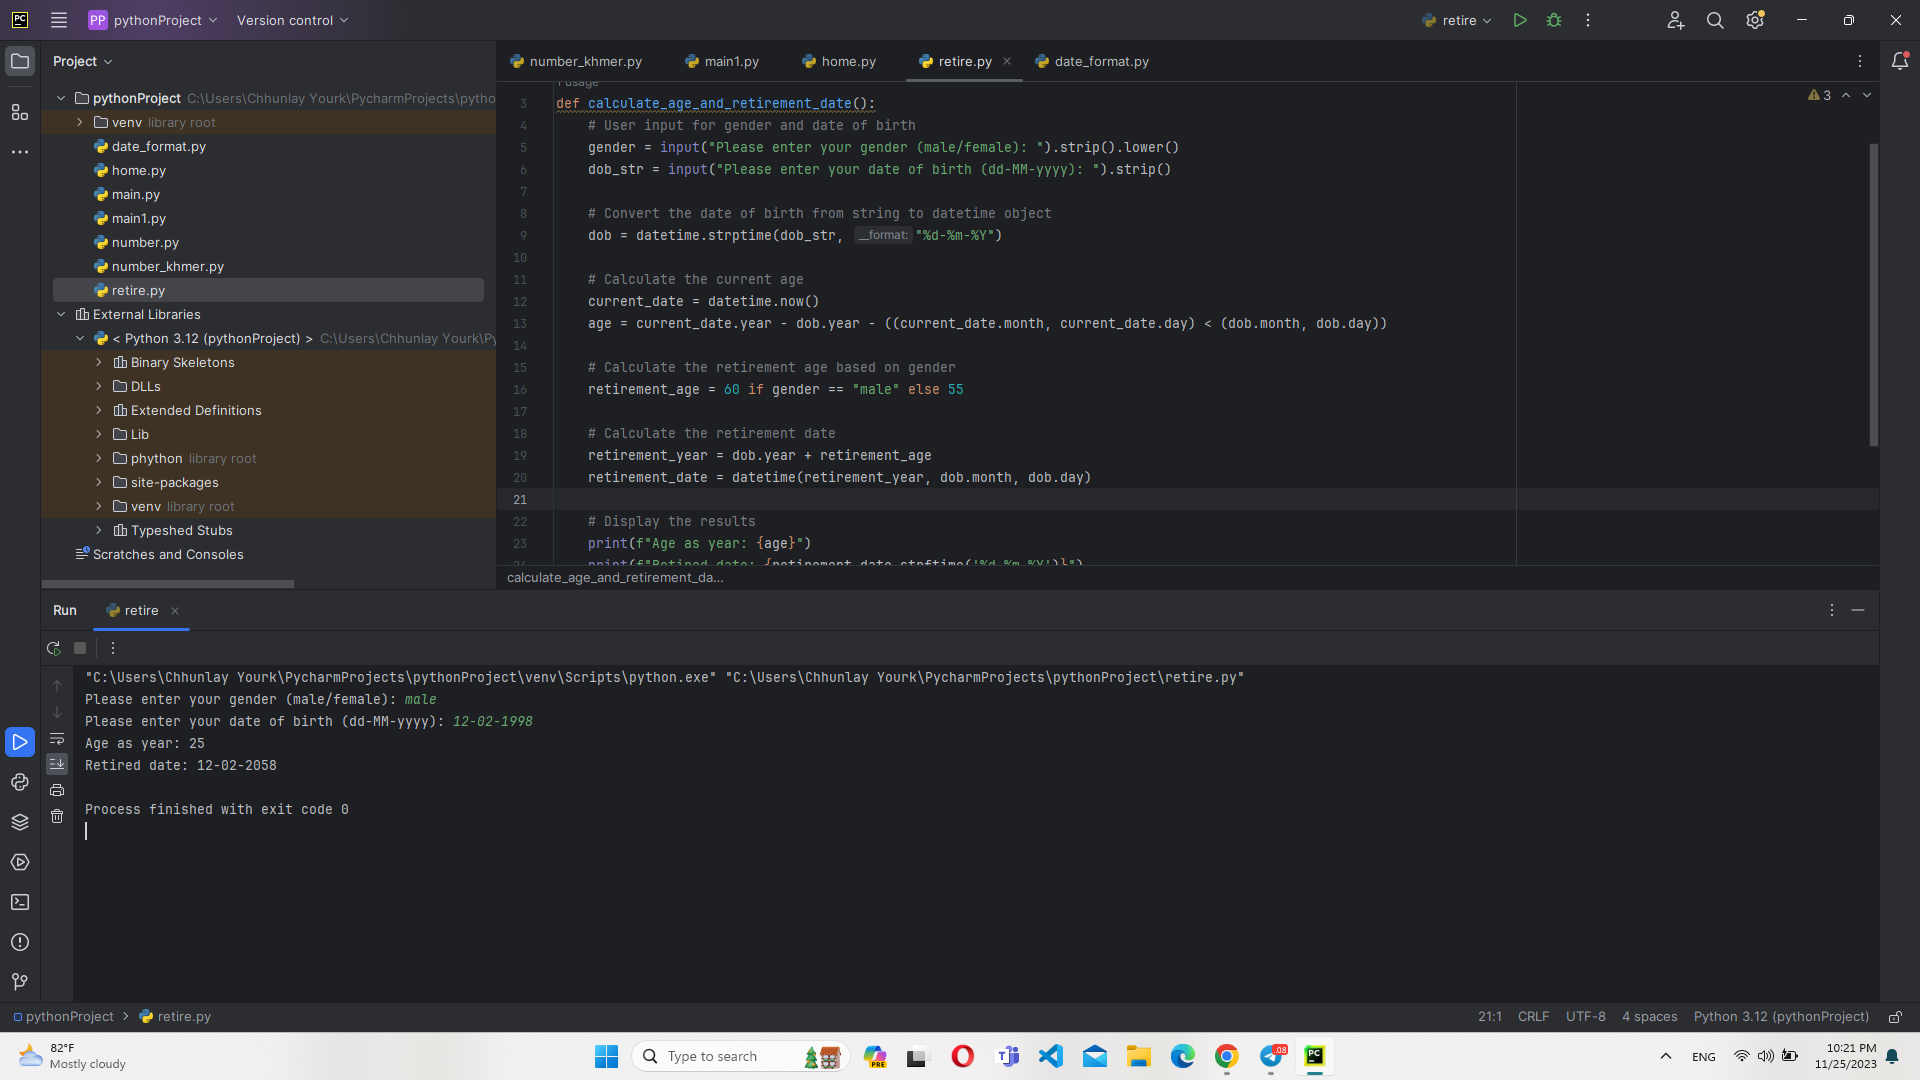 PC
PP pythonProject Version control
retire
Project
number_khmer.py main1.py home.py retire.py date_format.py
pythonProject C:\Users\Chhunlay Yourk\PycharmProjects\pytho
venv library root
date_format.py
home.py
main.py
main1.py
number.py
number_khmer.py
retire.py
External Libraries
< Python 3.12 (pythonProject) > C:\Users\Chhunlay Yourk\Py
Binary Skeletons
DLLs
Extended Definitions
Lib
phython library root
site-packages
venv library root
Typeshed Stubs
Scratches and Consoles
1 usage
3
3 def calculate_age_and_retirement_date():
4 # User input for gender and date of birth
5 gender = input("Please enter your gender (male/female): ").strip().lower()
6 dob_str = input("Please enter your date of birth (dd-MM-yyyy): ").strip()
7
8 # Convert the date of birth from string to datetime object
9 dob = datetime.strptime(dob_str, __format: "%d-%m-%Y")
10
11 # Calculate the current age
12 current_date = datetime.now()
13 age = current_date.year - dob.year - ((current_date.month, current_date.day) < (dob.month, dob.day))
14
15 # Calculate the retirement age based on gender
16 retirement_age = 60 if gender == "male" else 55
17
18 # Calculate the retirement date
19 retirement_year = dob.year + retirement_age
20 retirement_date = datetime(retirement_year, dob.month, dob.day)
21
22 # Display the results
23 print(f"Age as year: {age}")
24 print(f"Retired date: {retirement_date.strftime('%d-%m-%Y')}")
calculate_age_and_retirement_da...
Run retire
"C:\Users\Chhunlay Yourk\PycharmProjects\pythonProject\venv\Scripts\python.exe" "C:\Users\Chhunlay Yourk\PycharmProjects\pythonProject\retire.py"
Please enter your gender (male/female): male
Please enter your date of birth (dd-MM-yyyy): 12-02-1998
Age as year: 25
Retired date: 12-02-2058
Process finished with exit code 0
pythonProject > retire.py
21:1 CRLF UTF-8 4 spaces Python 3.12 (pythonProject)
82°F
Mostly cloudy
Type to search
PRE
.08
PC
ENG
10:21 PM
11/25/2023